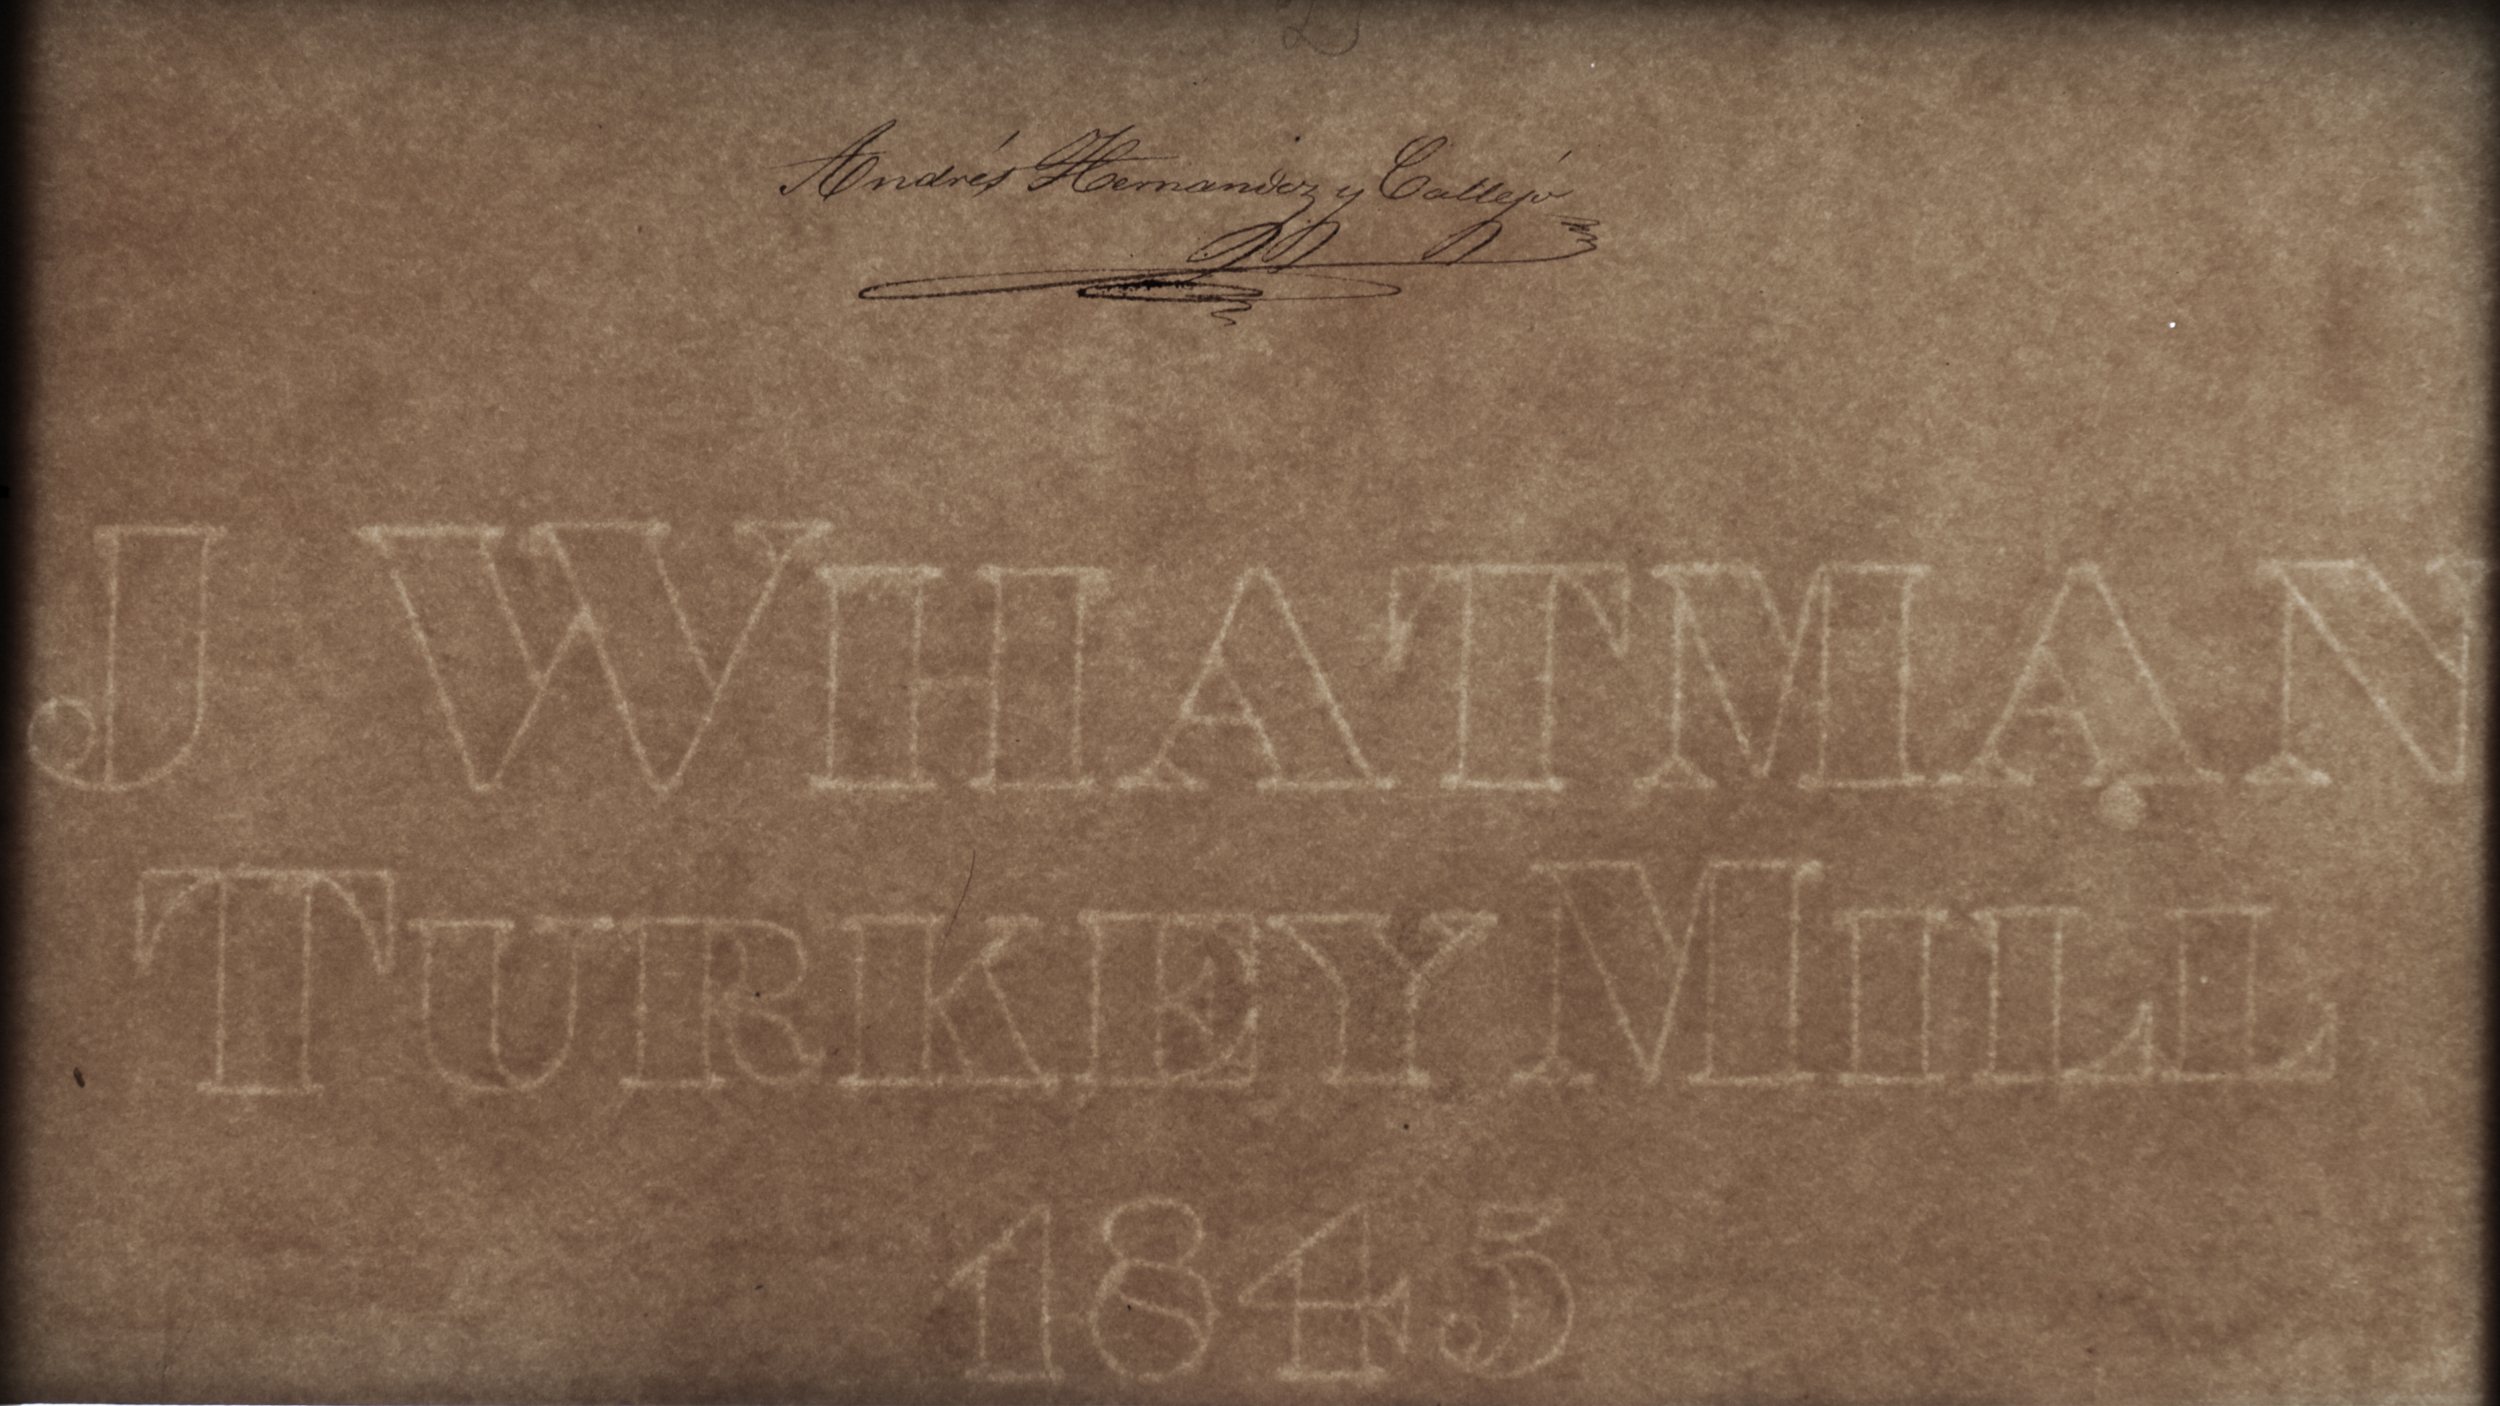 Andrés Hernandez y Callejo
J WHATMAN
TURKEY MILL
1845